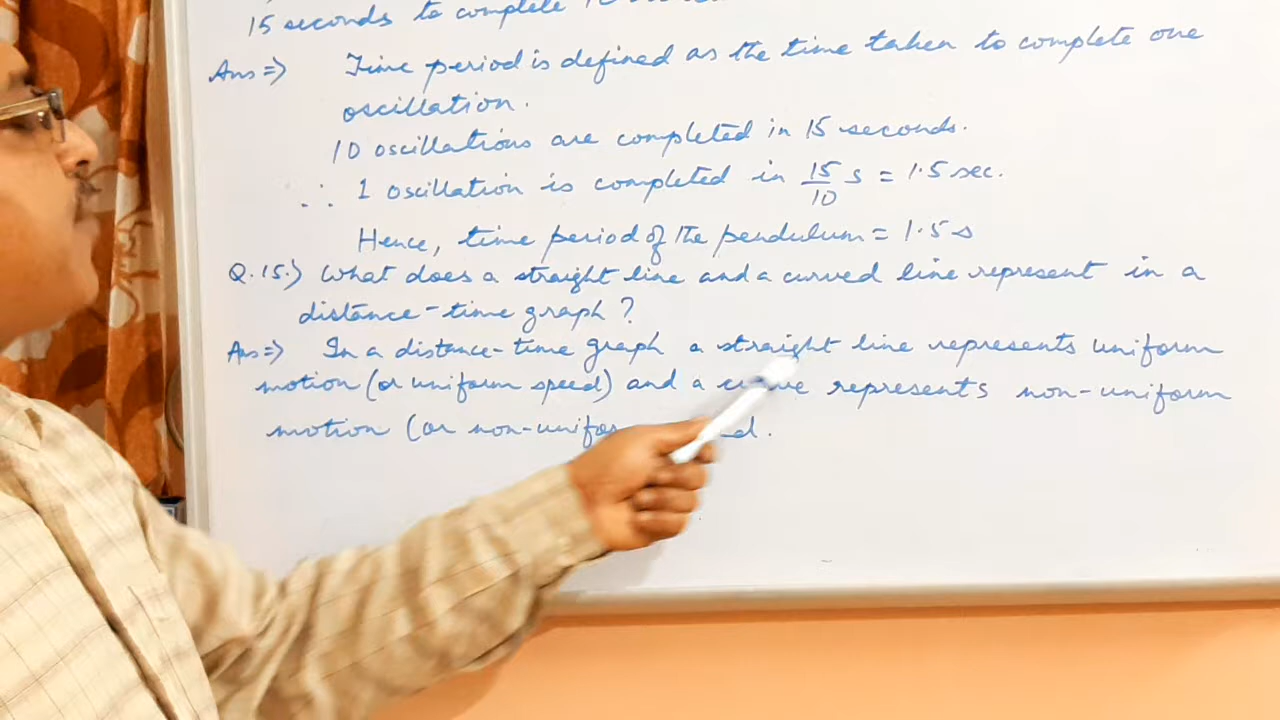 15 seconds to complete 10
Ans⇒ Time period is defined as the time taken to complete one
oscillation.
10 oscillations are completed in 15 seconds.
∴ 1 oscillation is completed in 15/10 s = 1.5 sec.
Hence, time period of the pendulum = 1.5 s
Q.15.) What does a straight line and a curved line represent in a
distance-time graph?
Ans⇒ In a distance-time graph a straight line represents uniform
motion (or uniform speed) and a curve represents non-uniform
motion (or non-unifor